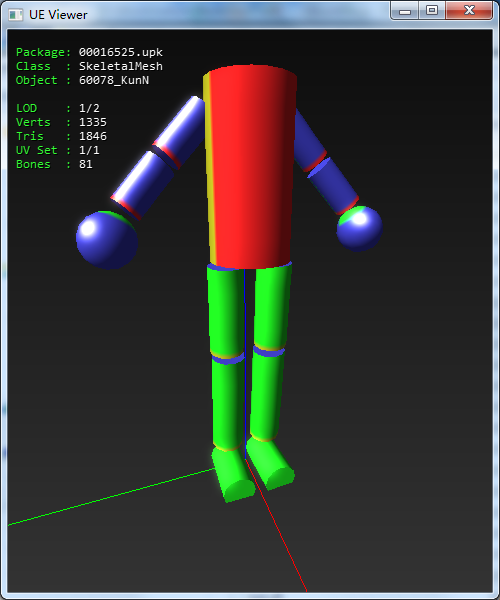 UE Viewer
Package: 00016525.upk
Class  : SkeletalMesh
Object : 60078_KunN
LOD    : 1/2
Verts  : 1335
Tris   : 1846
UV Set : 1/1
Bones  : 81